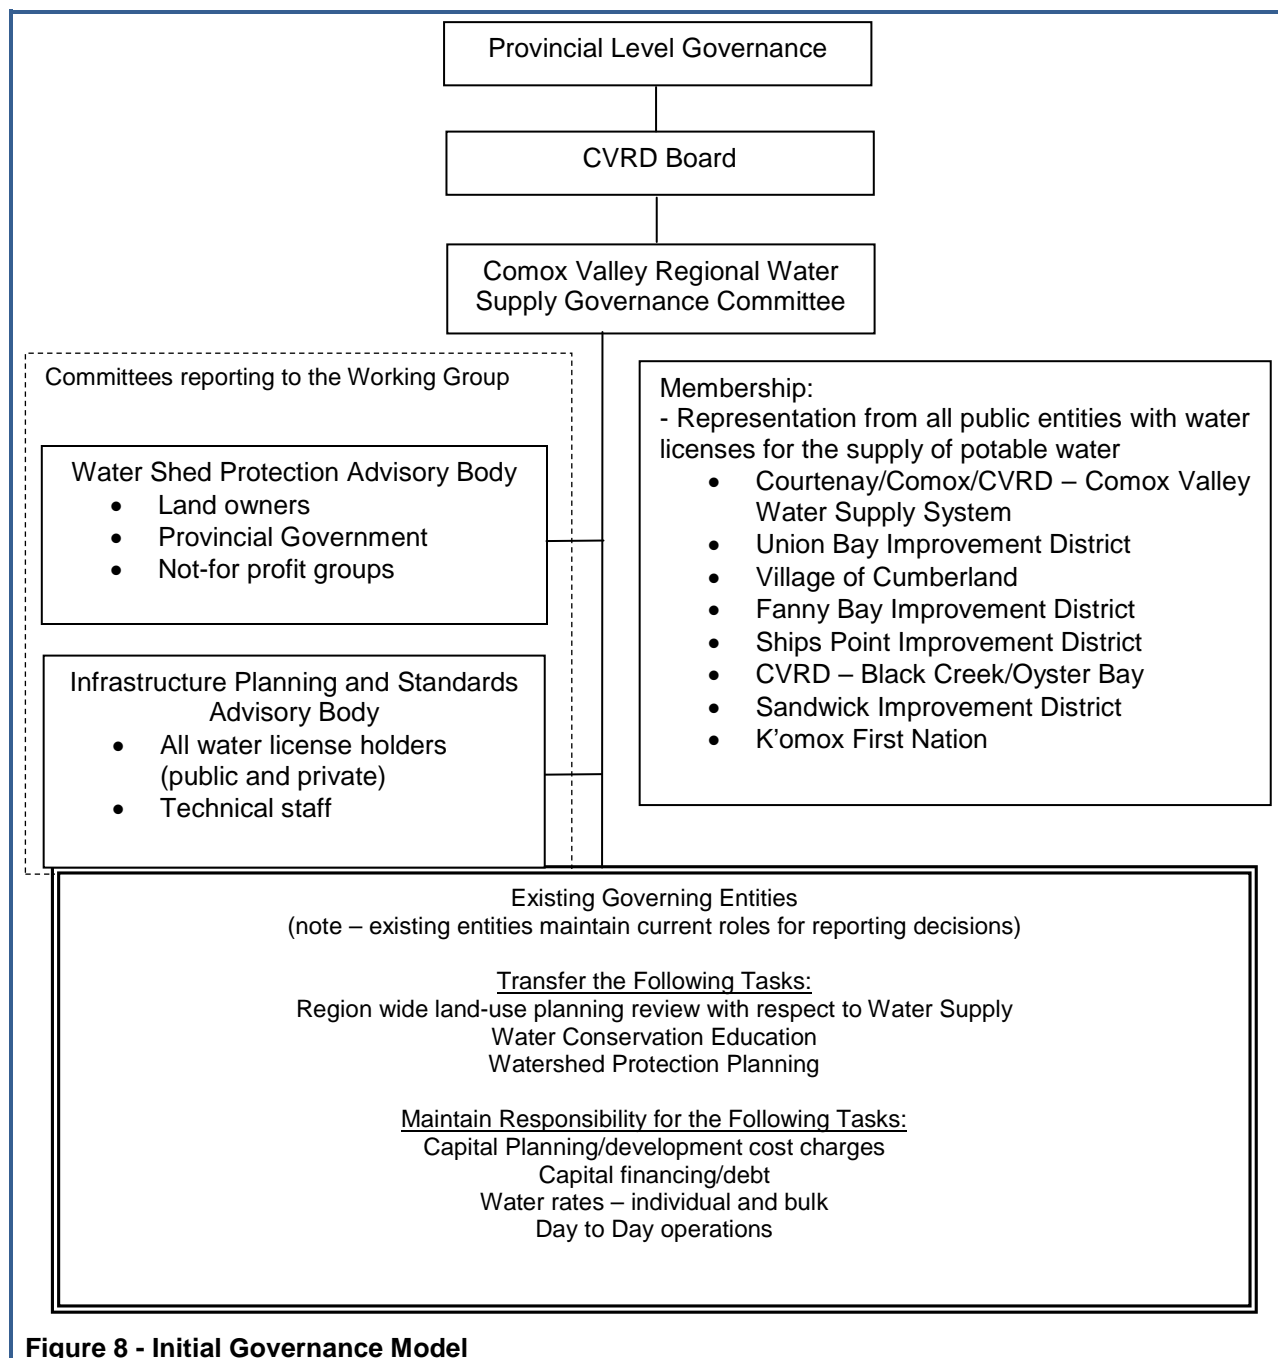 Provincial Level Governance
CVRD Board
Comox Valley Regional Water
Supply Governance Committee
Committees reporting to the Working Group
Water Shed Protection Advisory Body
• Land owners
• Provincial Government
• Not-for profit groups
Infrastructure Planning and Standards
Advisory Body
• All water license holders
(public and private)
• Technical staff
Membership:
- Representation from all public entities with water
licenses for the supply of potable water
• Courtenay/Comox/CVRD – Comox Valley
Water Supply System
• Union Bay Improvement District
• Village of Cumberland
• Fanny Bay Improvement District
• Ships Point Improvement District
• CVRD – Black Creek/Oyster Bay
• Sandwick Improvement District
• K’omox First Nation
Existing Governing Entities
(note – existing entities maintain current roles for reporting decisions)
Transfer the Following Tasks:
Region wide land-use planning review with respect to Water Supply
Water Conservation Education
Watershed Protection Planning
Maintain Responsibility for the Following Tasks:
Capital Planning/development cost charges
Capital financing/debt
Water rates – individual and bulk
Day to Day operations
Figure 8 - Initial Governance Model